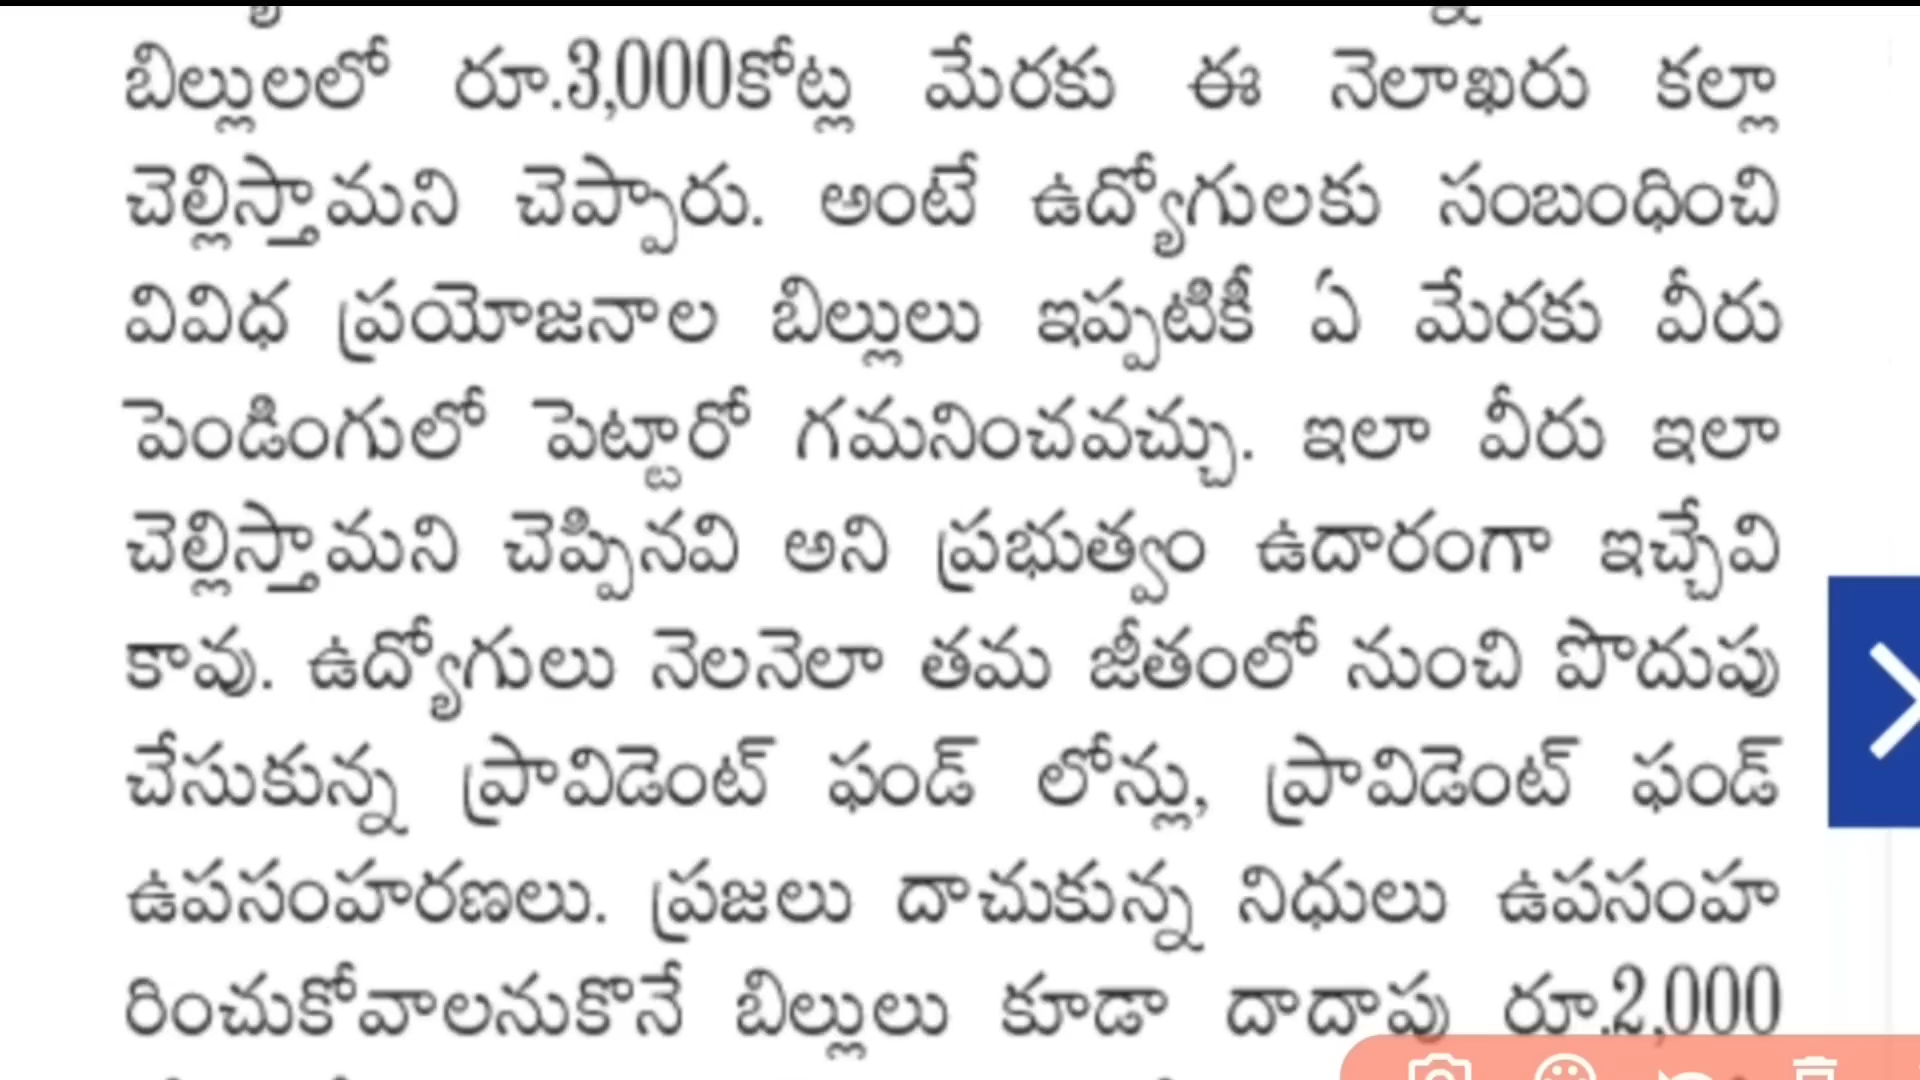 బిల్లులలో రూ.3,000కోట్ల మేరకు ఈ నెలాఖరు కల్లా
చెల్లిస్తామని చెప్పారు. అంటే ఉద్యోగులకు సంబంధించి
వివిధ ప్రయోజనాల బిల్లులు ఇప్పటికీ ఏ మేరకు వీరు
పెండింగులో పెట్టారో గమనించవచ్చు. ఇలా వీరు ఇలా
చెల్లిస్తామని చెప్పినవి అని ప్రభుత్వం ఉదారంగా ఇచ్చేవి
కావు. ఉద్యోగులు నెలనెలా తమ జీతంలో నుంచి పొదుపు
చేసుకున్న ప్రావిడెంట్ ఫండ్ లోన్లు, ప్రావిడెంట్ ఫండ్
ఉపసంహరణలు. ప్రజలు దాచుకున్న నిధులు ఉపసంహ
రించుకోవాలనుకొనే బిల్లులు కూడా దాదాపు రూ.2,000